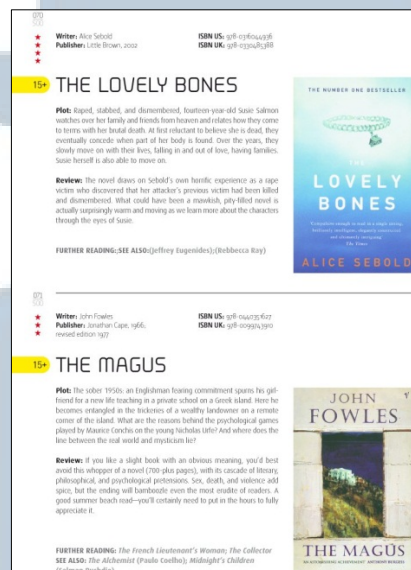 Writer: Alice Sebold
Publisher: Little Brown, 2002
ISBN US: 978-0316044936
ISBN UK: 978-0330485388
15+ THE LOVELY BONES
Plot: Raped, stabbed, and dismembered, fourteen-year-old Susie Salmon
watches over her family and friends from heaven and relates how they come
to terms with her brutal death. At first reluctant to believe she is dead, they
eventually concede when part of her body is found. Over the years, they
slowly move on with their lives, falling in and out of love, having families.
Susie herself is also able to move on.
Review: The novel draws on Sebold's own horrific experience as a rape
victim who discovered that her attacker's previous victim had been killed
and dismembered. What could have been a mawkish, pity-filled novel is
actually surprisingly warm and moving as we learn more about the characters
through the eyes of Susie.
FURTHER READING:;SEE ALSO:(Jeffrey Eugenides);(Rebbecca Ray)
THE NUMBER ONE BESTSELLER
THE
LOVELY
BONES
The Times
ALICE SEBOLD
Writer: John Fowles
Publisher: Jonathan Cape, 1966,
revised edition 1977
ISBN US: 978-0440351627
ISBN UK: 978-0099743910
15+ THE MAGUS
Plot: The sober 1950s: an Englishman fearing commitment spurns his girl-
friend for a new life teaching in a private school on a Greek island. Here he
becomes entangled in the trickeries of a wealthy landowner on a remote
corner of the island. What are the reasons behind the psychological games
played by Maurice Conchis on the young Nicholas Urfe? And where does the
line between the real world and mysticism lie?
Review: If you like a slight book with an obvious meaning, you'd best
avoid this whopper of a novel (700-plus pages), with its cascade of literary,
philosophical, and psychological pretensions. Sex, death, and violence add
spice, but the ending will bamboozle even the most erudite of readers. A
good summer beach read—you'll certainly need to put in the hours to fully
appreciate it.
FURTHER READING: The French Lieutenant's Woman; The Collector
SEE ALSO: The Alchemist (Paulo Coelho); Midnight's Children
(Salman Rushdie)
JOHN
FOWLES
THE MAGUS